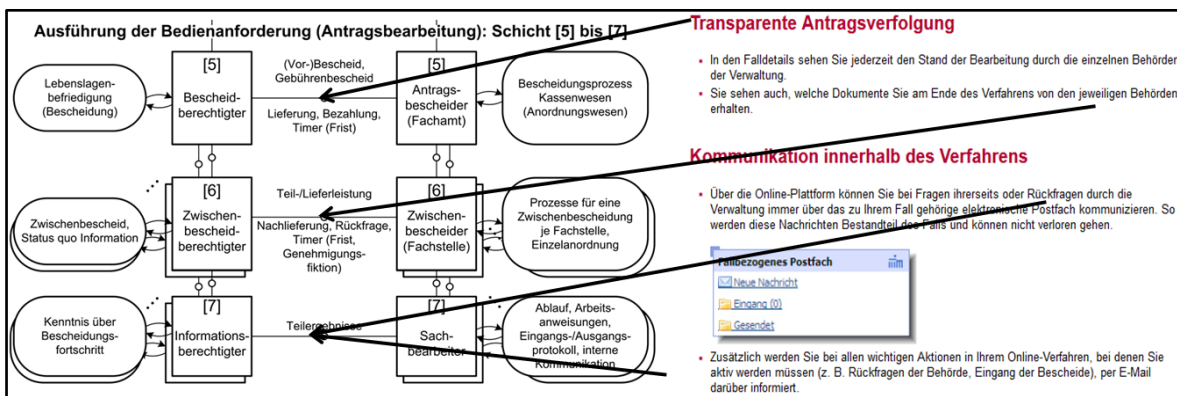 Ausführung der Bedienanforderung (Antragsbearbeitung): Schicht [5] bis [7]
Lebenslagen-
befriedigung
(Bescheidung)
[5]
Bescheid-
berechtigter
(Vor-)Bescheid,
Gebührenbescheid
Lieferung, Bezahlung,
Timer (Frist)
[5]
Antrags-
bescheider
(Fachamt)
Bescheidungsprozess
Kassenwesen
(Anordnungswesen)
Zwischenbescheid,
Status quo Information
[6]
Zwischen-
bescheid-
berechtigter
Teil-/Lieferleistung
Nachlieferung, Rückfrage,
Timer (Frist,
Genehmigungs-
fiktion)
[6]
Zwischen-
bescheider
(Fachstelle)
Prozesse für eine
Zwischenbescheidung
je Fachstelle,
Einzelanordnung
Kenntnis über
Bescheidungs-
fortschritt
[7]
Informations-
berechtigter
Teilergebnisse
[7]
Sach-
bearbeiter
Ablauf, Arbeits-
anweisungen,
Eingangs-/Ausgangs-
protokoll, interne
Kommunikation
Transparente Antragsverfolgung
In den Falldetails sehen Sie jederzeit den Stand der Bearbeitung durch die einzelnen Behörden
der Verwaltung.
Sie sehen auch, welche Dokumente Sie am Ende des Verfahrens von den jeweiligen Behörden
erhalten.
Kommunikation innerhalb des Verfahrens
Über die Online-Plattform können Sie bei Fragen ihrerseits oder Rückfragen durch die
Verwaltung immer über das zu Ihrem Fall gehörige elektronische Postfach kommunizieren. So
werden diese Nachrichten Bestandteil des Falls und können nicht verloren gehen.
Fallbezogenes Postfach
Neue Nachricht
Eingang (0)
Gesendet
Zusätzlich werden Sie bei allen wichtigen Aktionen in Ihrem Online-Verfahren, bei denen Sie
aktiv werden müssen (z. B. Rückfragen der Behörde, Eingang der Bescheide), per E-Mail
darüber informiert.